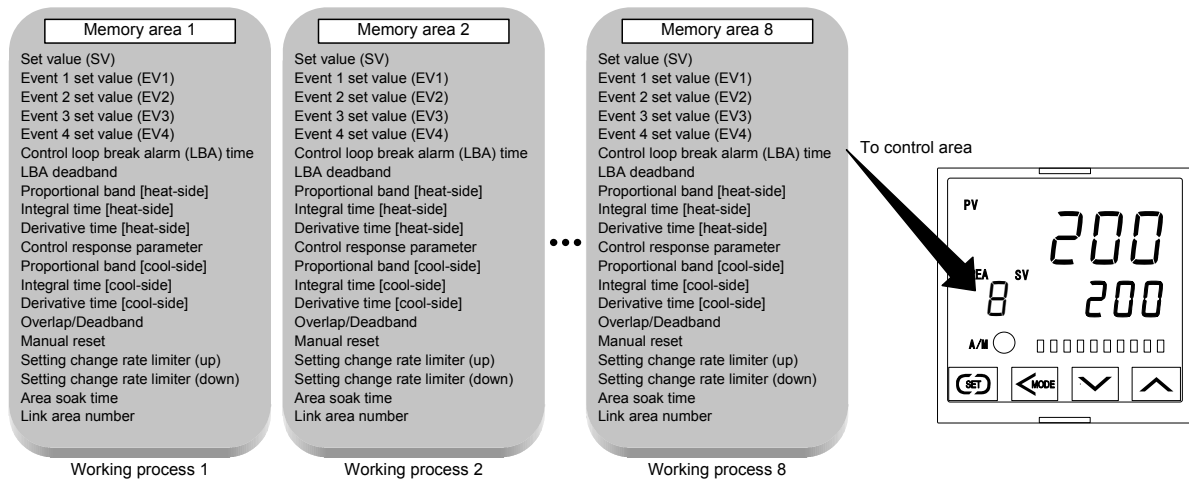 Memory area 1
Set value (SV)
Event 1 set value (EV1)
Event 2 set value (EV2)
Event 3 set value (EV3)
Event 4 set value (EV4)
Control loop break alarm (LBA) time
LBA deadband
Proportional band [heat-side]
Integral time [heat-side]
Derivative time [heat-side]
Control response parameter
Proportional band [cool-side]
Integral time [cool-side]
Derivative time [cool-side]
Overlap/Deadband
Manual reset
Setting change rate limiter (up)
Setting change rate limiter (down)
Area soak time
Link area number
Working process 1
Memory area 2
Set value (SV)
Event 1 set value (EV1)
Event 2 set value (EV2)
Event 3 set value (EV3)
Event 4 set value (EV4)
Control loop break alarm (LBA) time
LBA deadband
Proportional band [heat-side]
Integral time [heat-side]
Derivative time [heat-side]
Control response parameter
Proportional band [cool-side]
Integral time [cool-side]
Derivative time [cool-side]
Overlap/Deadband
Manual reset
Setting change rate limiter (up)
Setting change rate limiter (down)
Area soak time
Link area number
Working process 2
•••
Memory area 8
Set value (SV)
Event 1 set value (EV1)
Event 2 set value (EV2)
Event 3 set value (EV3)
Event 4 set value (EV4)
Control loop break alarm (LBA) time
LBA deadband
Proportional band [heat-side]
Integral time [heat-side]
Derivative time [heat-side]
Control response parameter
Proportional band [cool-side]
Integral time [cool-side]
Derivative time [cool-side]
Overlap/Deadband
Manual reset
Setting change rate limiter (up)
Setting change rate limiter (down)
Area soak time
Link area number
Working process 8
To control area
PV
200
EA SV
8 200
A/M
SET <MODE